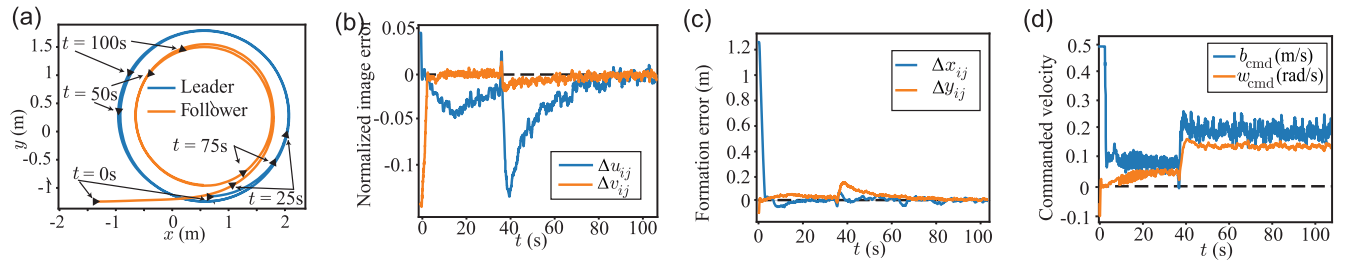 (a)
t = 100s
Leader
Follower
t = 50s
t = 75s
t = 0s
t = 25s
1.5
1
0.5
0
-0.5
-1
y (m)
-2
-1
0
1
2
x (m)
(b)
0.05
0
-0.05
-0.1
Normalized image error
Δu_ij
Δv_ij
0
20
40
60
80
100
t (s)
(c)
1.2
1
0.8
0.6
0.4
0.2
0
Formation error (m)
Δx_ij
Δy_ij
0
20
40
60
80
100
t (s)
(d)
0.5
0.4
0.3
0.2
0.1
0
-0.1
Commanded velocity
b_cmd (m/s)
w_cmd (rad/s)
0
20
40
60
80
100
t (s)